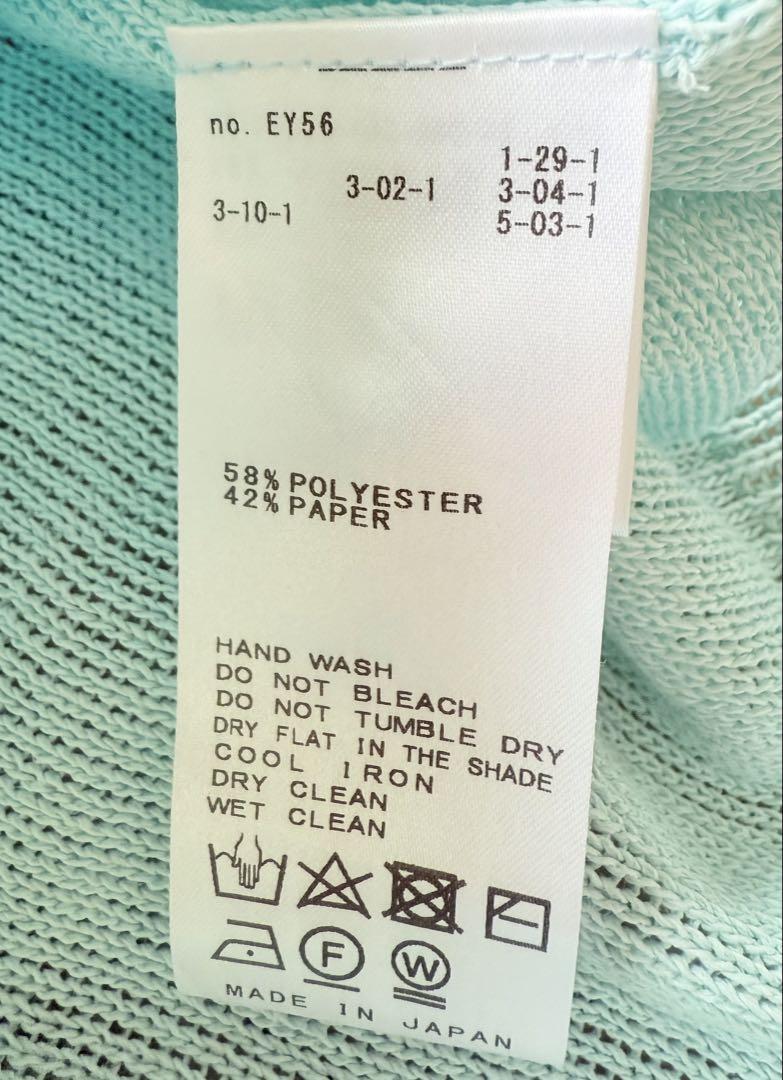 no. EY56
1-29-1
3-02-1 3-04-1
3-10-1 5-03-1
58% POLYESTER
42% PAPER
HAND WASH
DO NOT BLEACH
DO NOT TUMBLE DRY
DRY FLAT IN THE SHADE
COOL IRON
DRY CLEAN
WET CLEAN
F W
MADE IN JAPAN